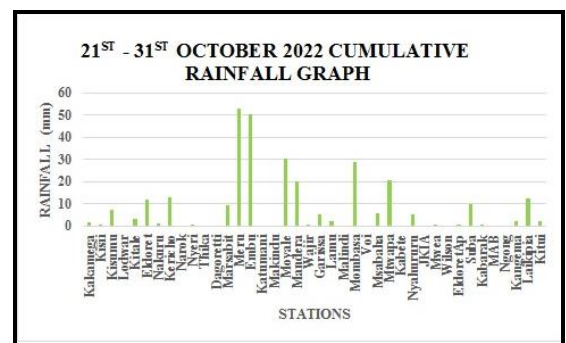 21ST - 31ST OCTOBER 2022 CUMULATIVE
RAINFALL GRAPH
RAINFALL (mm)
60
50
40
30
20
10
0
Kakamega
Kisii
Kisumu
Lodwar
Kitale
Eldoret
Nakuru
Kericho
Narok
Nyeri
Thika
Dagoretti
Marsabit
Meru
Embu
Katumani
Makindu
Moyale
Mandera
Wajir
Garissa
Lamu
Malindi
Mombasa
Voi
Msabaha
Mtwapa
Kabete
Nyahururu
JKIA
Mwea
Wilson
EldoretAp
Suba
Kabarak
MAB
Ngong
Kangema
Laikipia
Kitui
STATIONS